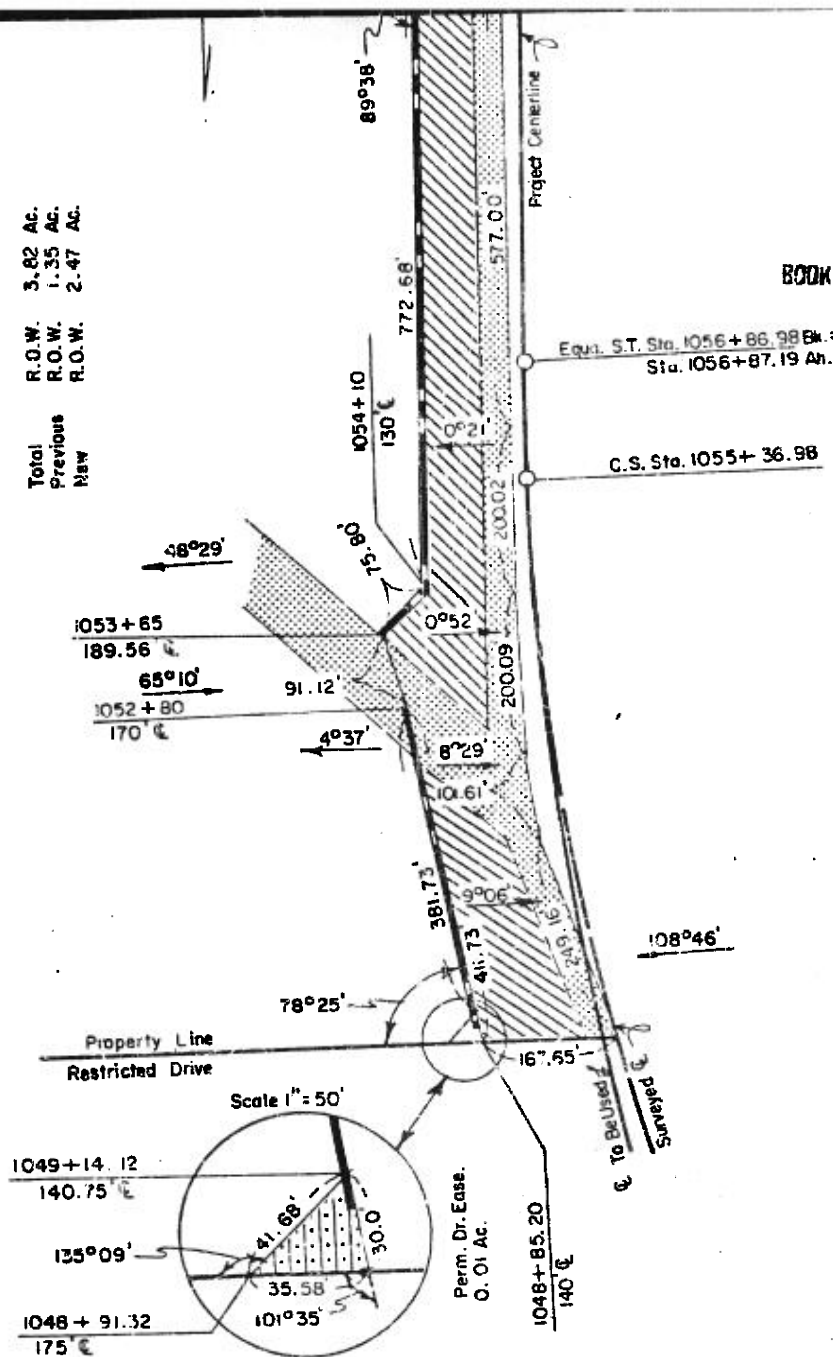 89°38'
Project Centerline
Total R.O.W. 3.82 Ac.
Previous R.O.W. 1.35 Ac.
New R.O.W. 2.47 Ac.
772.68'
577.00'
BOOK
Equa. S.T. Sta. 1056+86.98 Bk.=
Sta. 1056+87.19 Ah.
1054+10
130' ℄
0°21'
C.S. Sta. 1055+36.98
200.02
48°29'
75.80'
1053+65
189.56' ℄
0°52'
65°10'
91.12'
200.09
1052+80
170' ℄
4°37'
8°29'
101.61'
381.73'
9°06'
249.16
411.73'
108°46'
78°25'
Property Line
Restricted Drive
167.65'
℄ To Be Used
Surveyed ℄
Scale 1"=50'
1049+14.12
140.75' ℄
41.68'
30.0'
135°09'
35.58'
101°35'
Perm. Dr. Ease.
0.01 Ac.
1048+85.20
140' ℄
1048+91.32
175' ℄